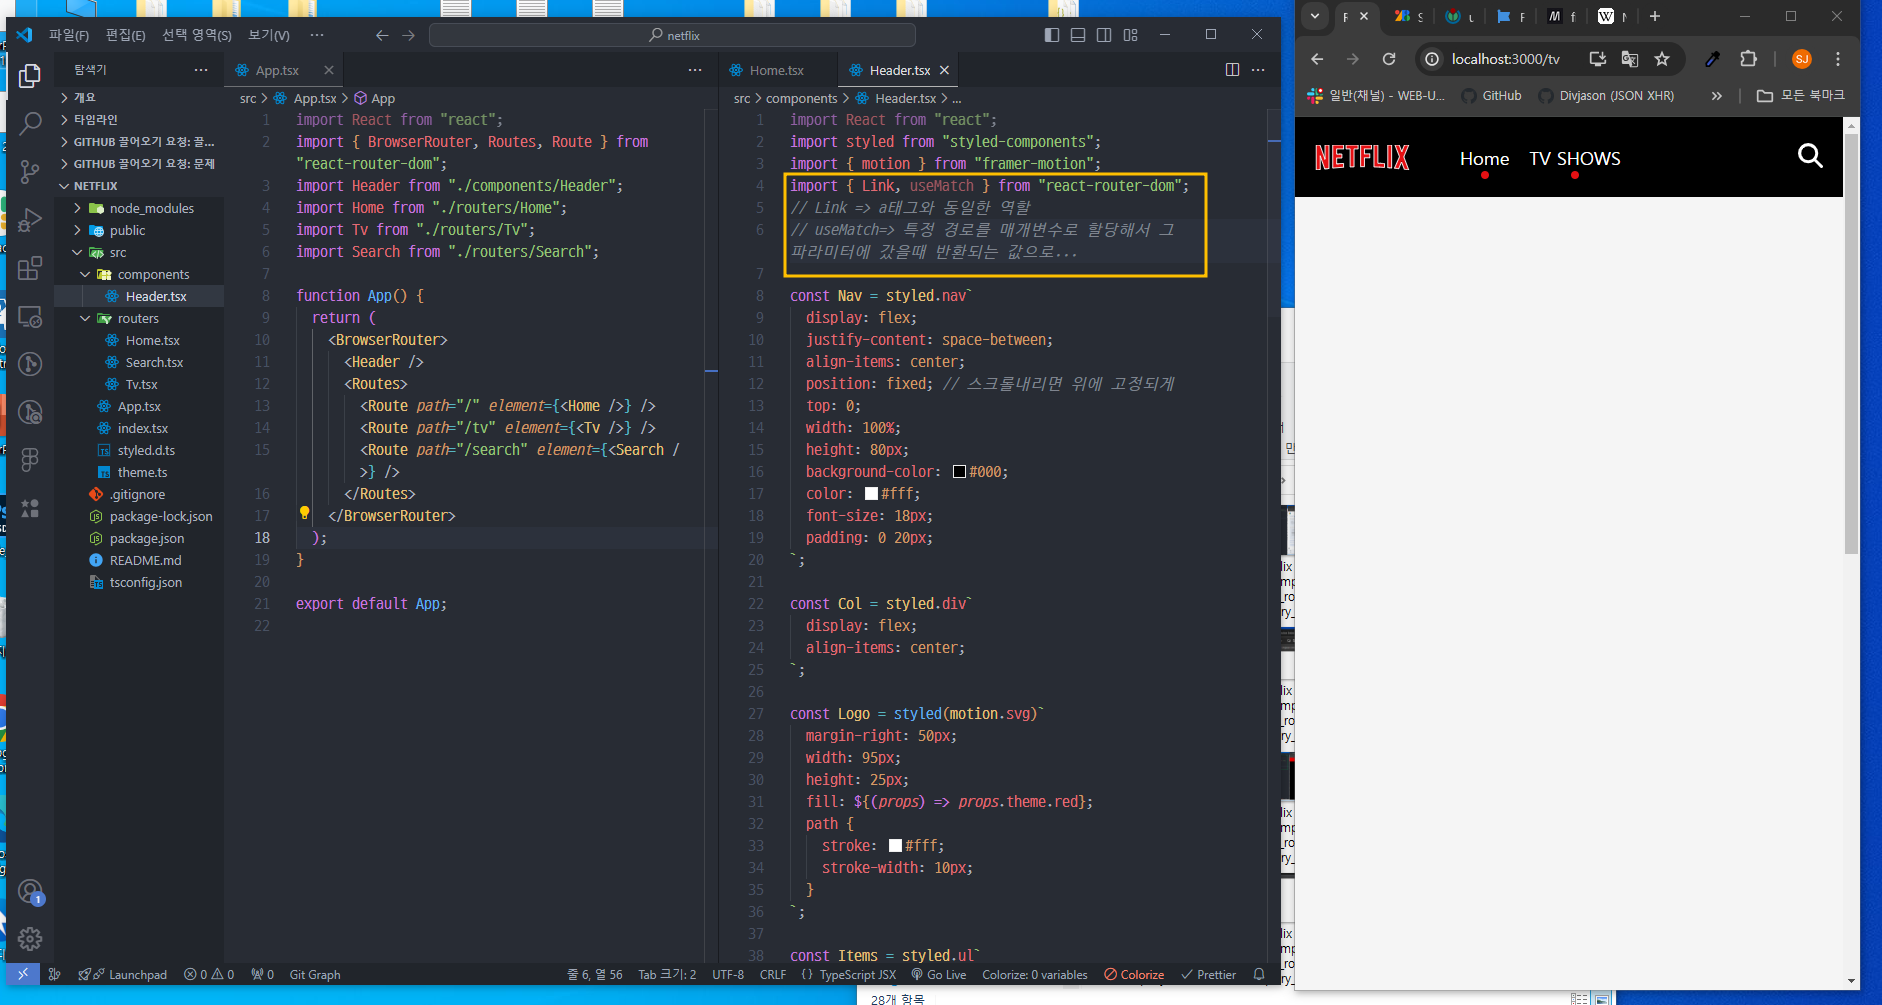 파일(F) 편집(E) 선택 영역(S) 보기(V) ···
netflix
탐색기
개요
타임라인
GITHUB 끌어오기 요청: 끌...
GITHUB 끌어오기 요청: 문제
NETFLIX
node_modules
public
src
components
Header.tsx
routers
Home.tsx
Search.tsx
Tv.tsx
App.tsx
index.tsx
styled.d.ts
theme.ts
.gitignore
package-lock.json
package.json
README.md
tsconfig.json
App.tsx
src > App.tsx > App
1 import React from "react";
2 import { BrowserRouter, Routes, Route } from
"react-router-dom";
3 import Header from "./components/Header";
4 import Home from "./routers/Home";
5 import Tv from "./routers/Tv";
6 import Search from "./routers/Search";
7
8 function App() {
9 return (
10 <BrowserRouter>
11 <Header />
12 <Routes>
13 <Route path="/" element={<Home />} />
14 <Route path="/tv" element={<Tv />} />
15 <Route path="/search" element={<Search /
>} />
16 </Routes>
17 </BrowserRouter>
18 );
19 }
20
21 export default App;
22
Home.tsx Header.tsx
src > components > Header.tsx > ...
1 import React from "react";
2 import styled from "styled-components";
3 import { motion } from "framer-motion";
4 import { Link, useMatch } from "react-router-dom";
5 // Link => a태그와 동일한 역할
6 // useMatch=> 특정 경로를 매개변수로 할당해서 그
파라미터에 갔을때 반환되는 값으로...
7
8 const Nav = styled.nav`
9 display: flex;
10 justify-content: space-between;
11 align-items: center;
12 position: fixed; // 스크롤내리면 위에 고정되게
13 top: 0;
14 width: 100%;
15 height: 80px;
16 background-color: #000;
17 color: #fff;
18 font-size: 18px;
19 padding: 0 20px;
20 `;
21
22 const Col = styled.div`
23 display: flex;
24 align-items: center;
25 `;
26
27 const Logo = styled(motion.svg)`
28 margin-right: 50px;
29 width: 95px;
30 height: 25px;
31 fill: ${(props) => props.theme.red};
32 path {
33 stroke: #fff;
34 stroke-width: 10px;
35 }
36 `;
37
38 const Items = styled.ul`
1
Launchpad 0 0 0 Git Graph
줄 6, 열 56 Tab 크기: 2 UTF-8 CRLF {} TypeScript JSX Go Live Colorize: 0 variables Colorize Prettier
localhost:3000/tv
SJ
일반(채널) - WEB-U... GitHub Divjason (JSON XHR) » 모든 북마크
NETFLIX Home TV SHOWS
28개 항목